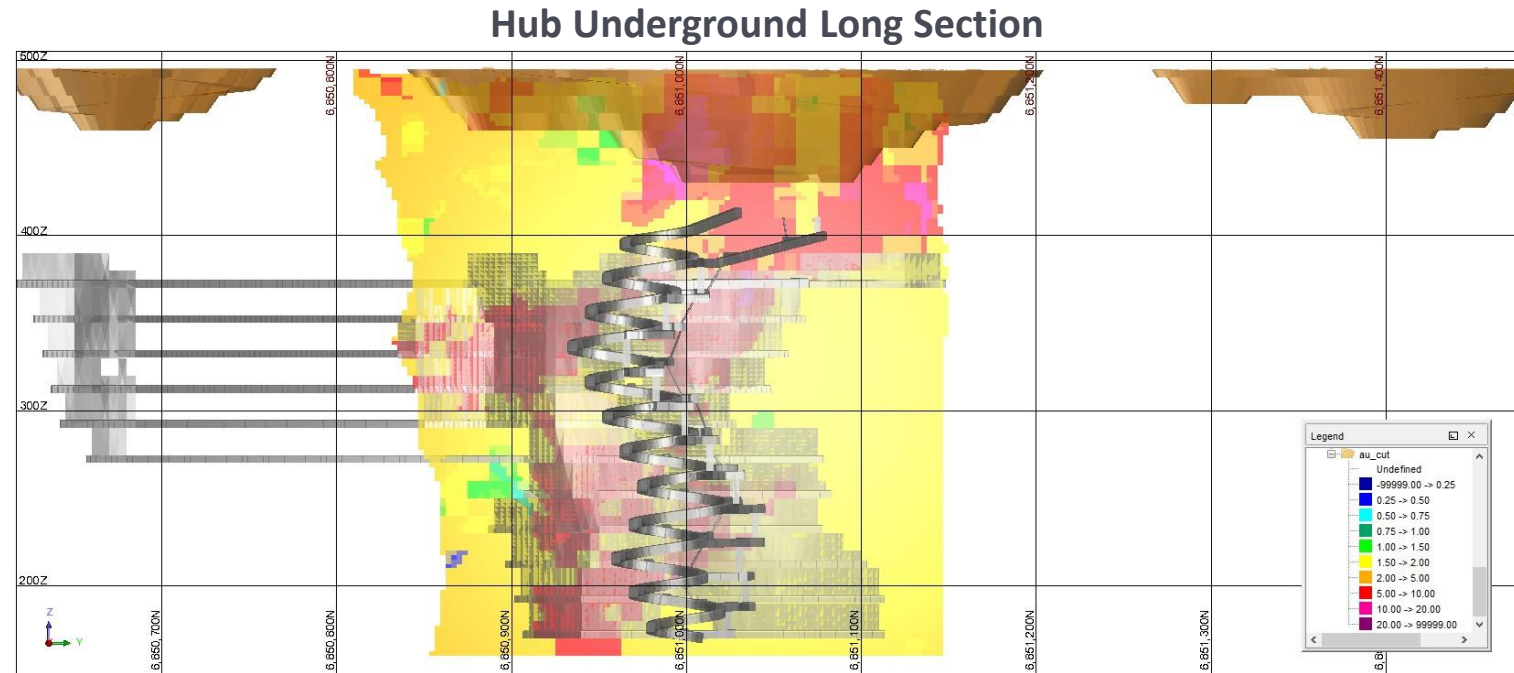 Hub Underground Long Section
500Z
6,850,800N
6,851,000N
6,851,200N
6,851,400N
400Z
300Z
200Z
Z
Y
6,850,700N
6,850,800N
6,850,900N
6,851,000N
6,851,100N
6,851,200N
6,851,300N
Legend
au_cut
Undefined
-99999.00 -> 0.25
0.25 -> 0.50
0.50 -> 0.75
0.75 -> 1.00
1.00 -> 1.50
1.50 -> 2.00
2.00 -> 5.00
5.00 -> 10.00
10.00 -> 20.00
20.00 -> 99999.00